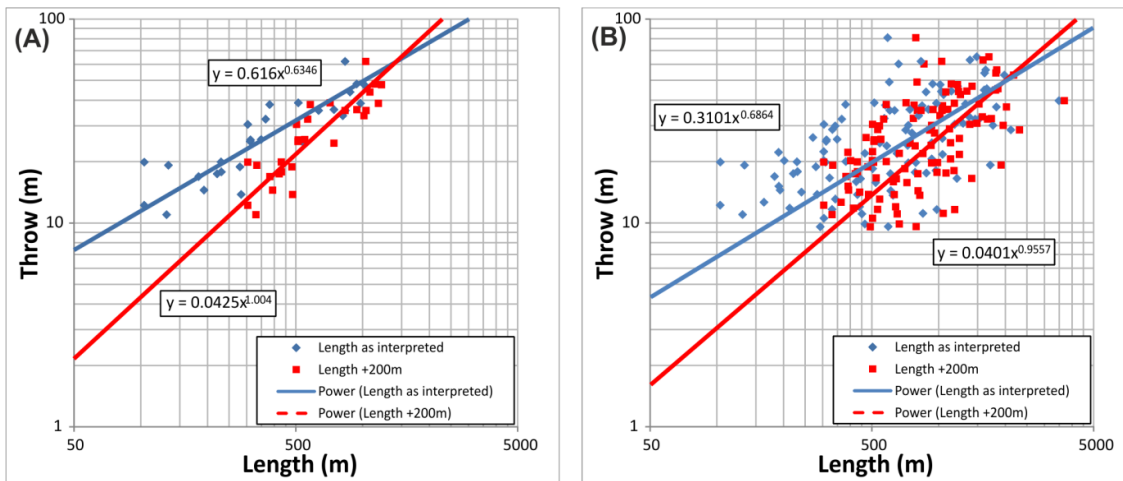 (A)
100
y = 0.616x^0.6346
Throw (m)
10
y = 0.0425x^1.004
Length as interpreted
Length +200m
Power (Length as interpreted)
Power (Length +200m)
1
50
500
5000
Length (m)
(B)
100
y = 0.3101x^0.6864
Throw (m)
10
y = 0.0401x^0.9557
Length as interpreted
Length +200m
Power (Length as interpreted)
Power (Length +200m)
1
50
500
5000
Length (m)